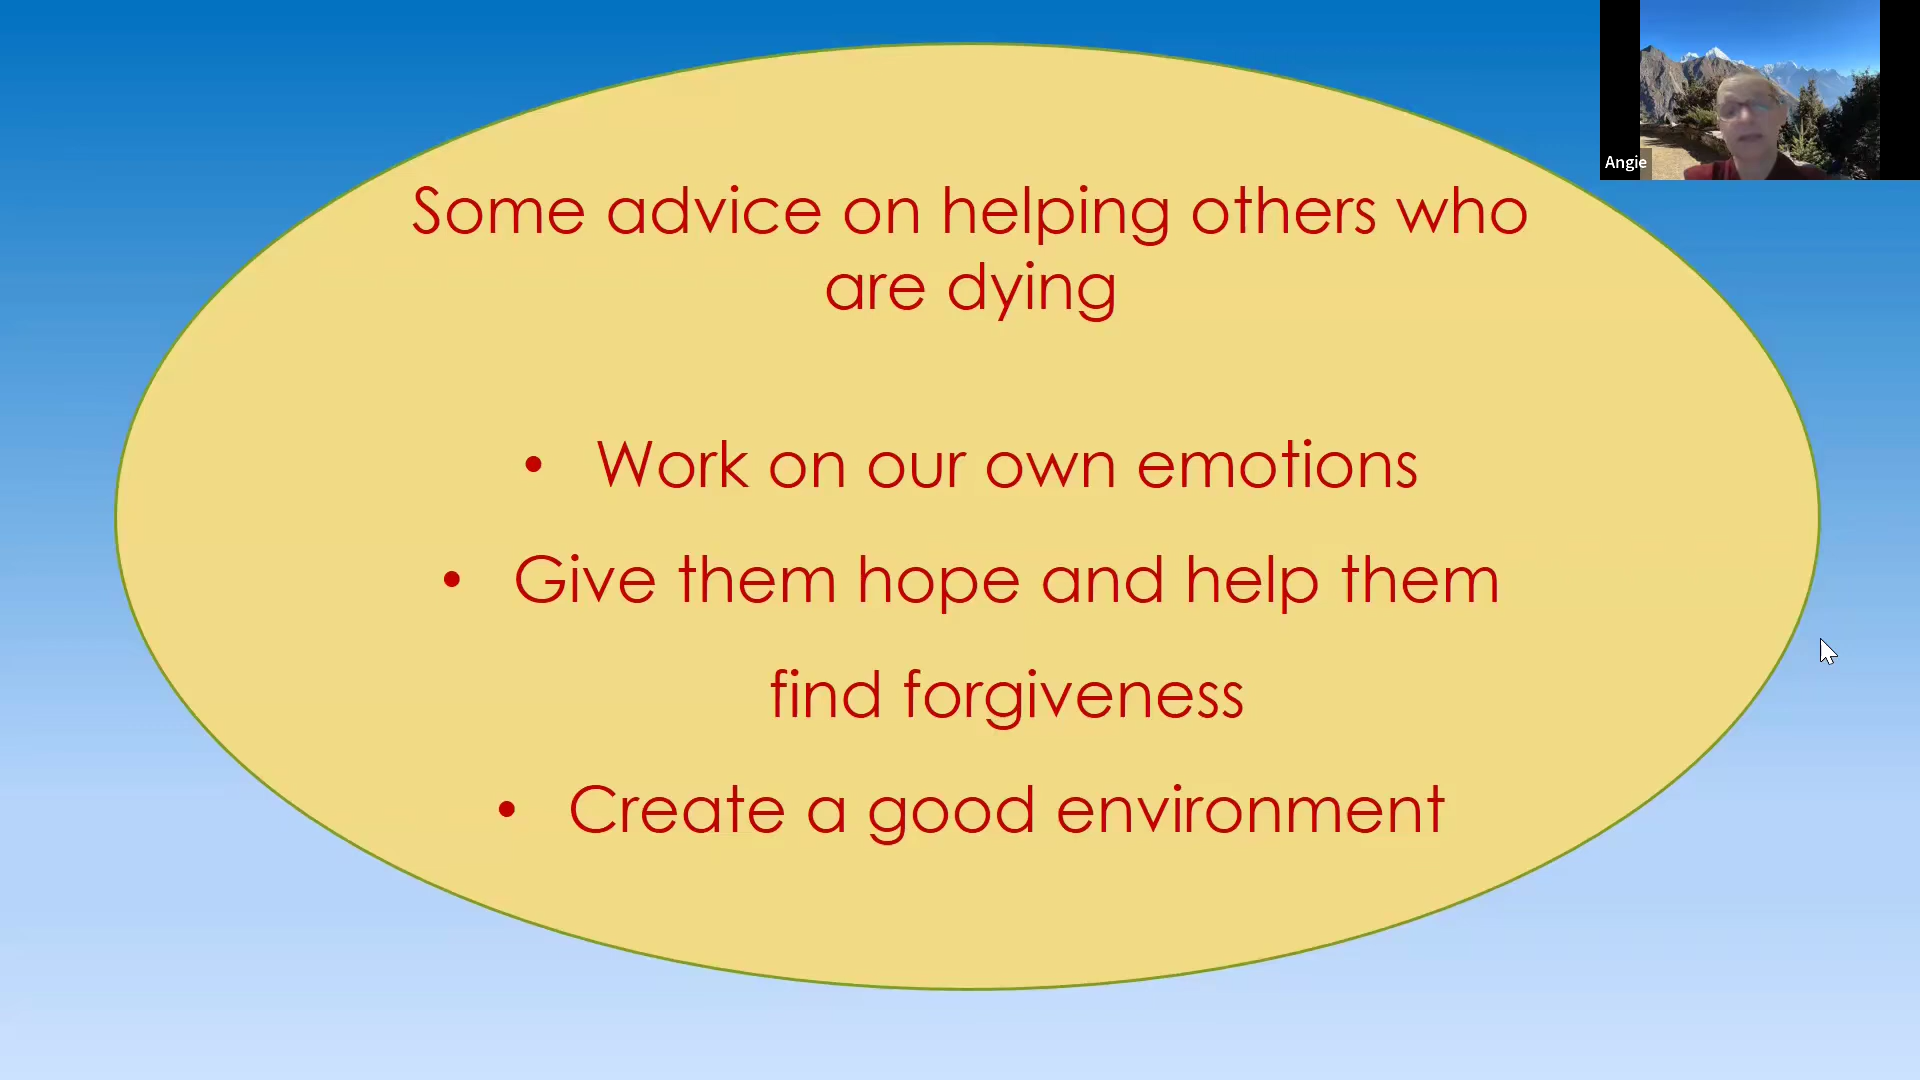 Some advice on helping others who
are dying
• Work on our own emotions
• Give them hope and help them
find forgiveness
• Create a good environment
Angie